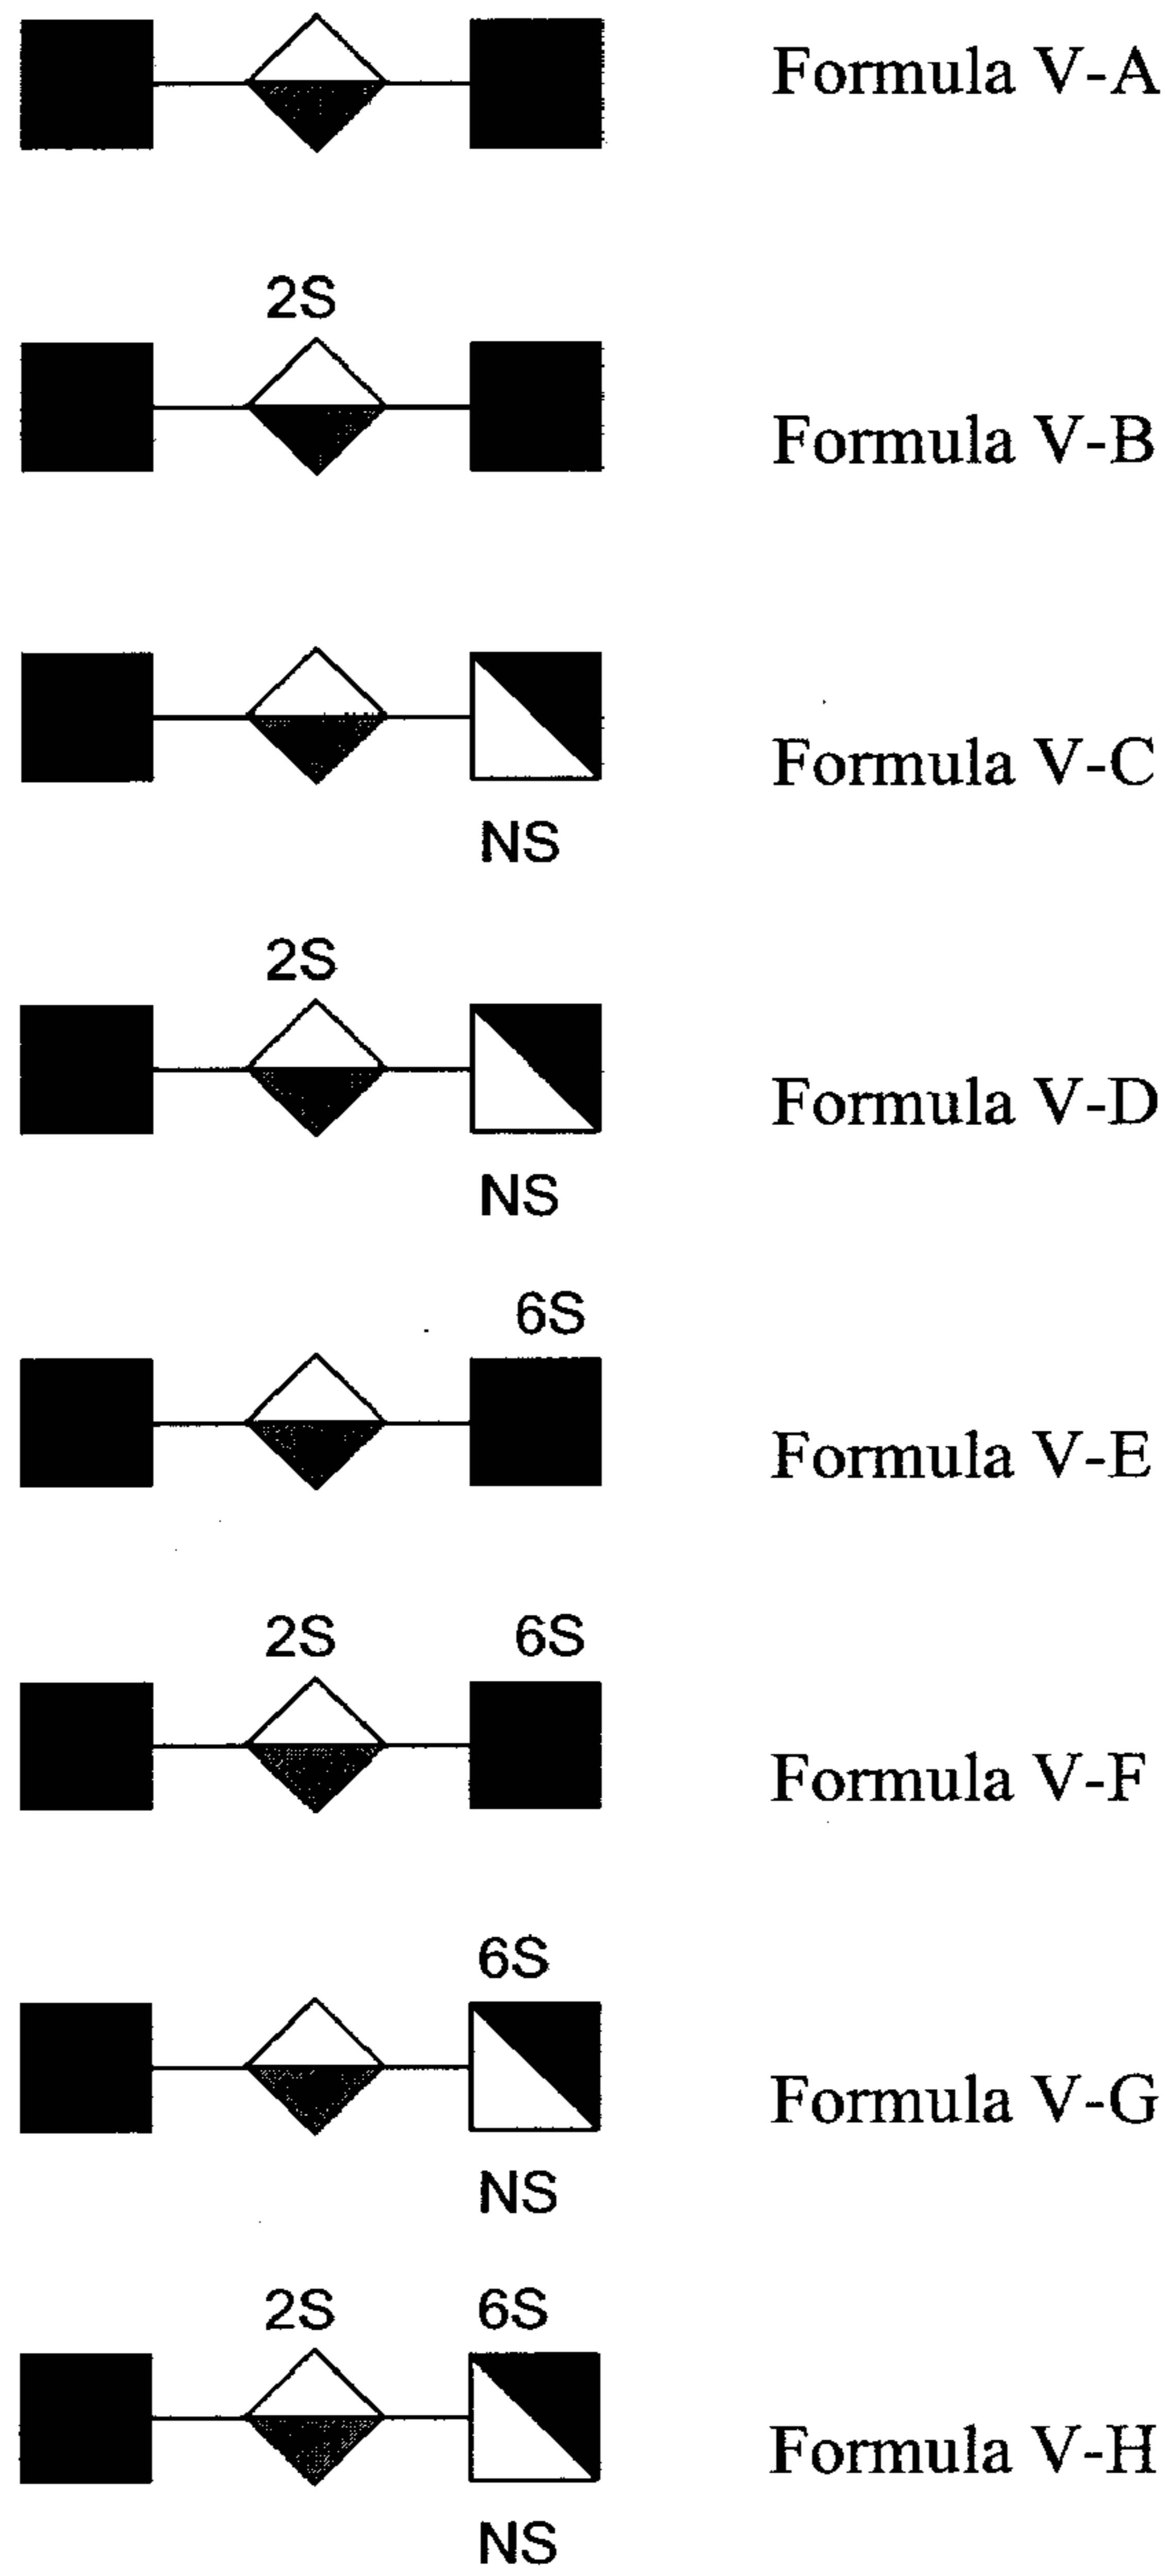 Formula V-A
2S
Formula V-B
Formula V-C
NS
2S
Formula V-D
NS
6S
Formula V-E
2S 6S
Formula V-F
6S
Formula V-G
NS
2S 6S
Formula V-H
NS